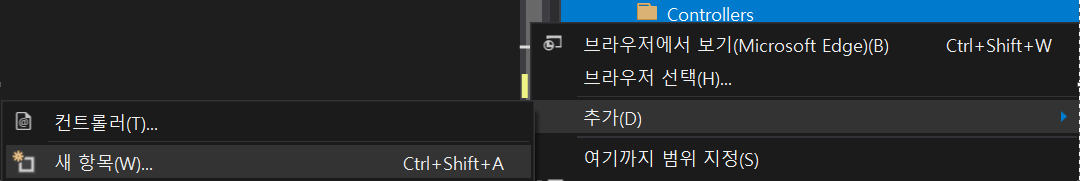 Controllers
브라우저에서 보기(Microsoft Edge)(B) Ctrl+Shift+W
브라우저 선택(H)...
추가(D)
컨트롤러(T)...
새 항목(W)... Ctrl+Shift+A
여기까지 범위 지정(S)